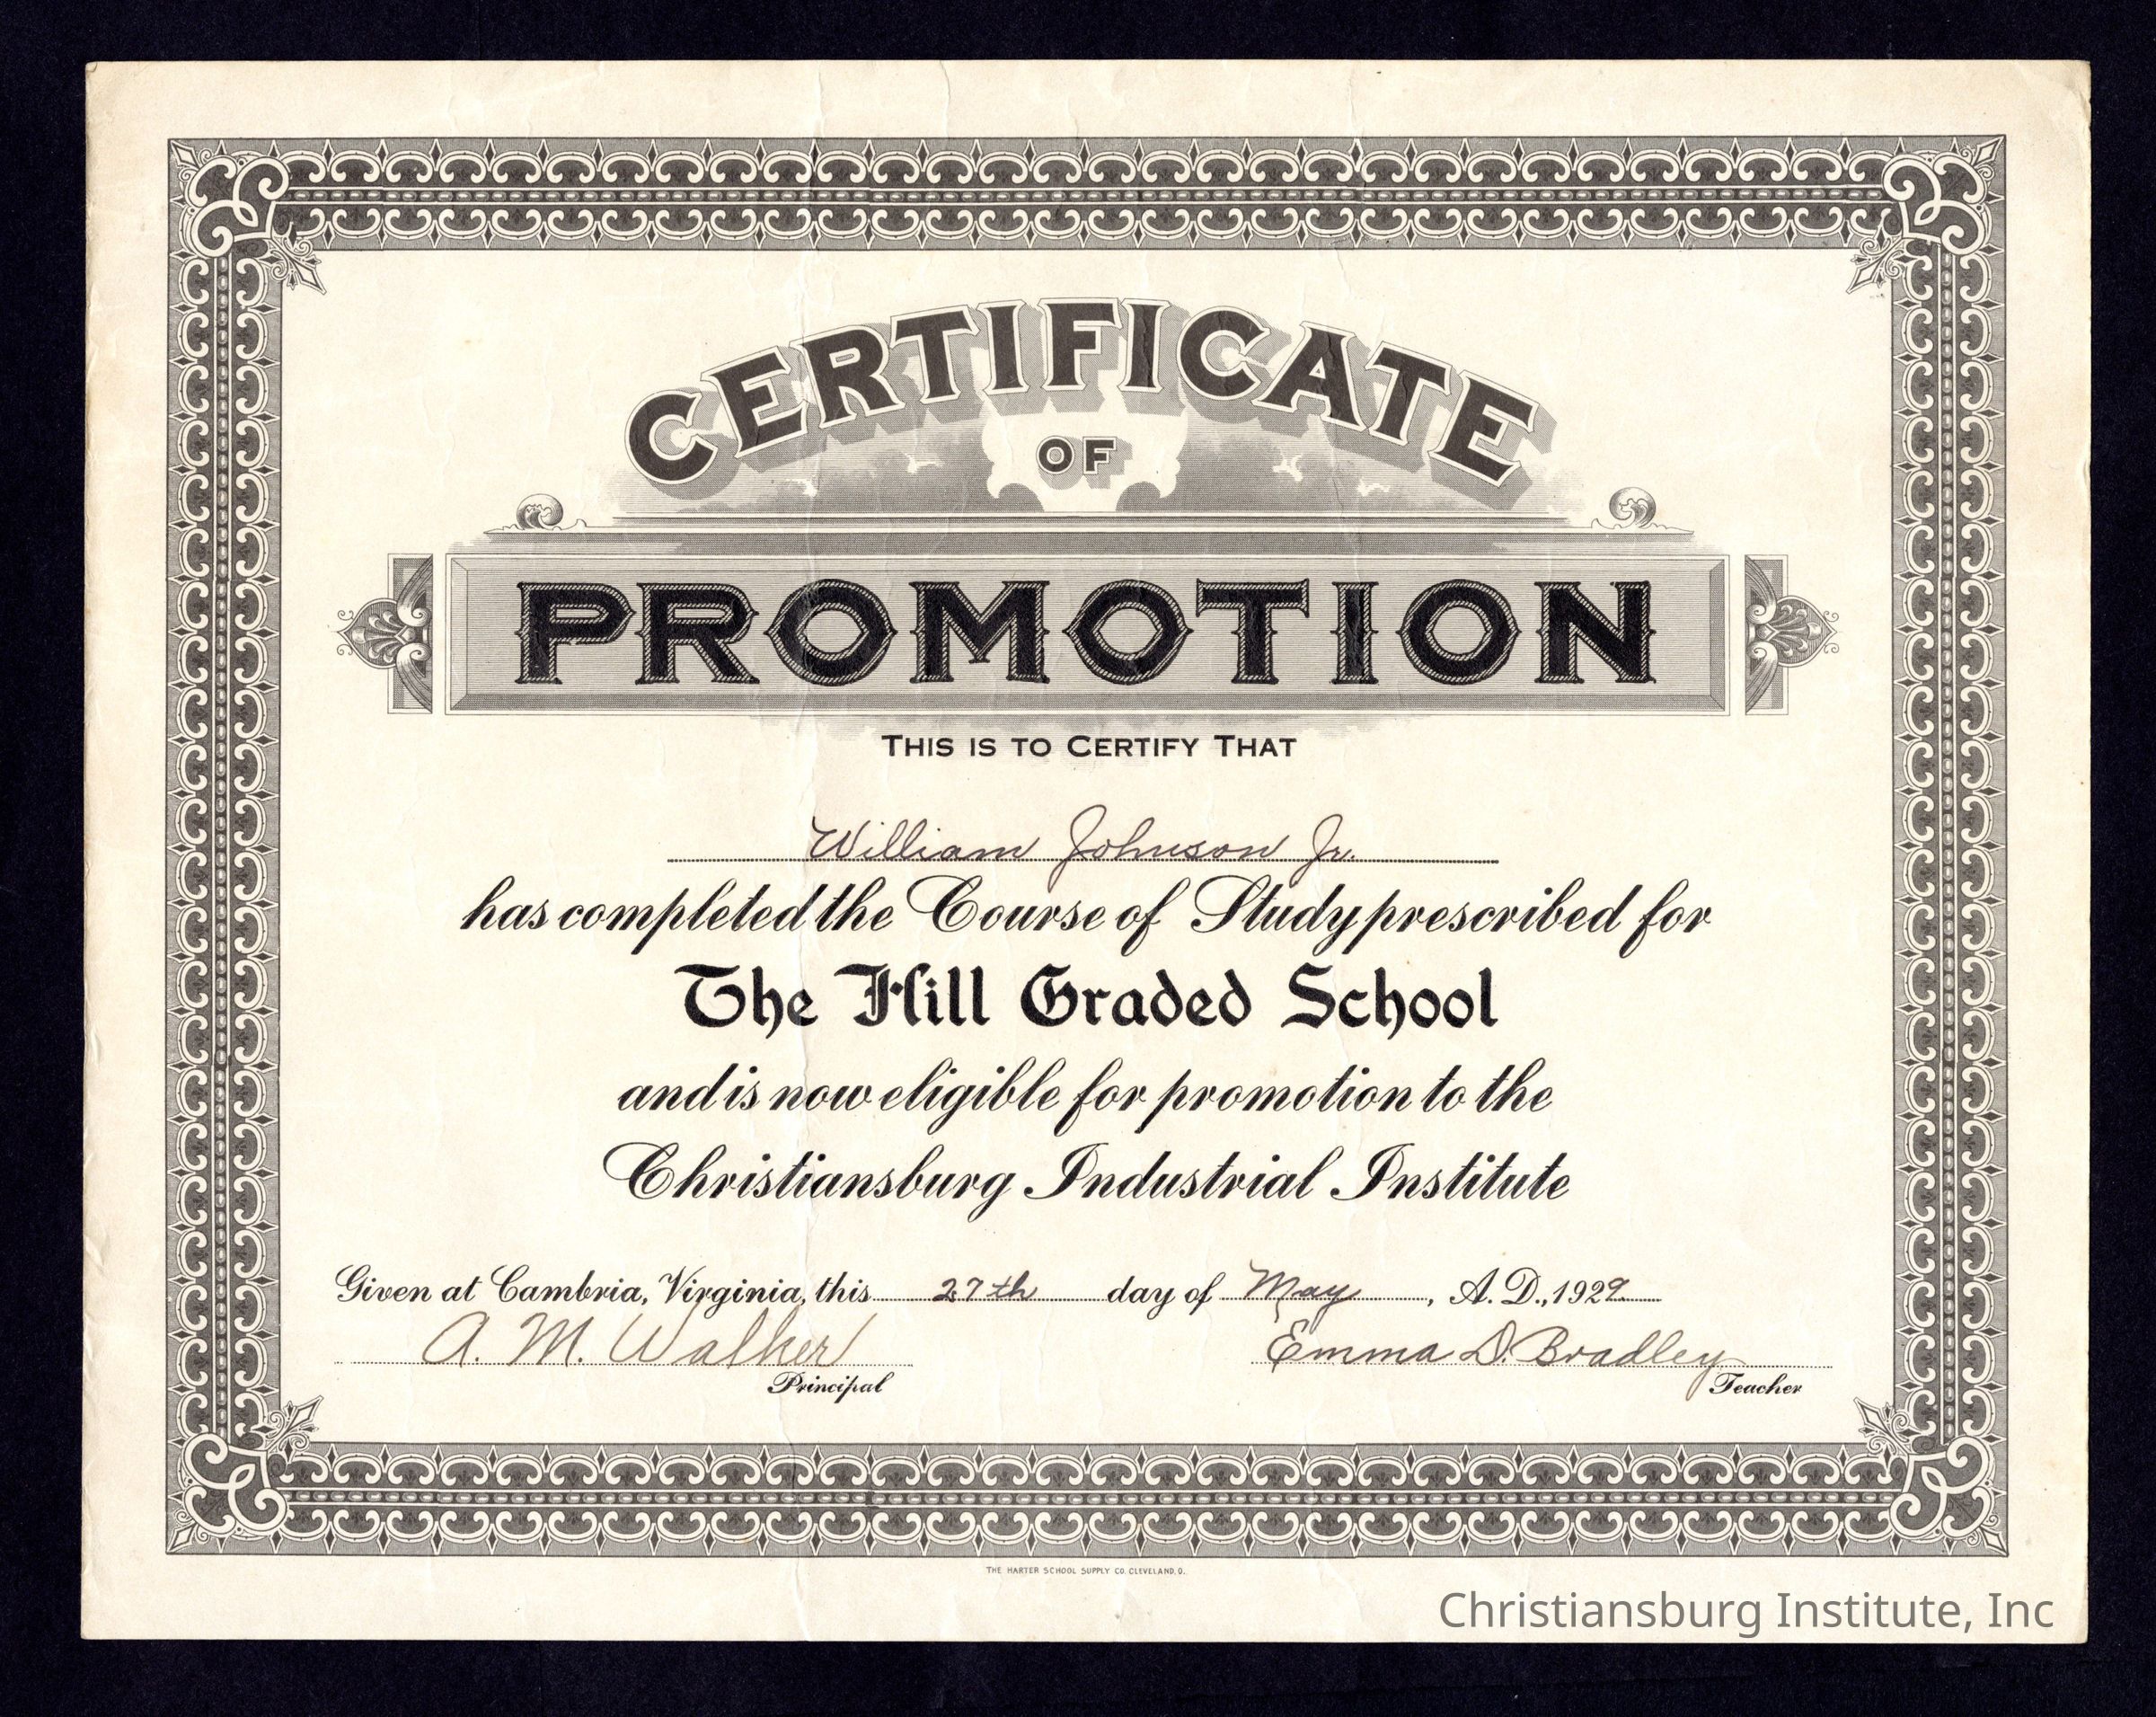 CERTIFICATE
OF
PROMOTION
THIS IS TO CERTIFY THAT
William Johnson Jr.
has completed the Course of Study prescribed for
The Hill Graded School
and is now eligible for promotion to the
Christiansburg Industrial Institute
Given at Cambria, Virginia, this 27th day of May, A. D., 1929
A. M. Walker Emma D. Bradley
Principal Teacher
THE HARTER SCHOOL SUPPLY CO. CLEVELAND, O.
Christiansburg Institute, Inc